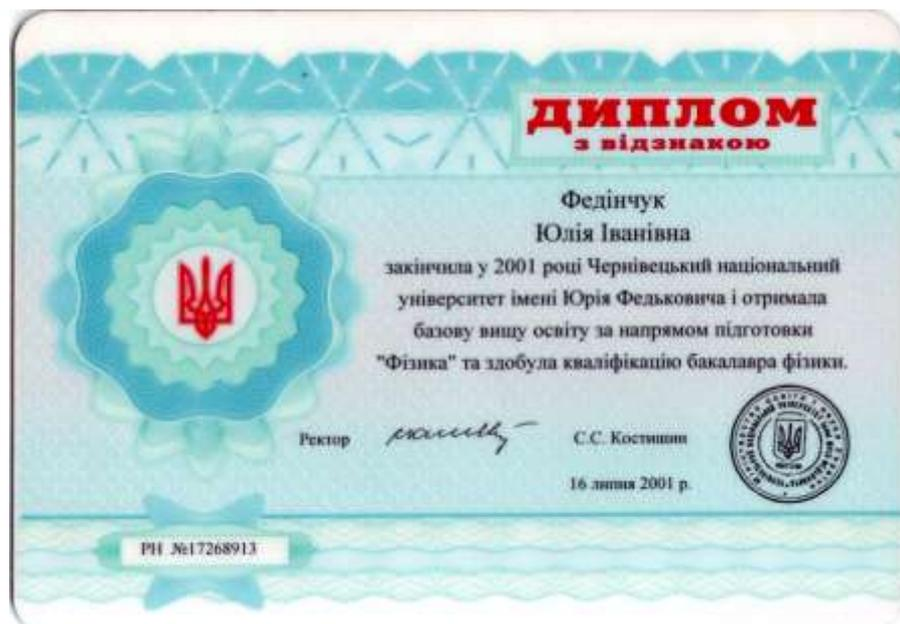 ДИПЛОМ
з відзнакою
Федінчук
Юлія Іванівна
закінчила у 2001 році Чернівецький національний
університет імені Юрія Федьковича і отримала
базову вищу освіту за напрямом підготовки
"Фізика" та здобула кваліфікацію бакалавра фізики.
Ректор С.С. Костишин
16 липня 2001 р.
РН №17268913